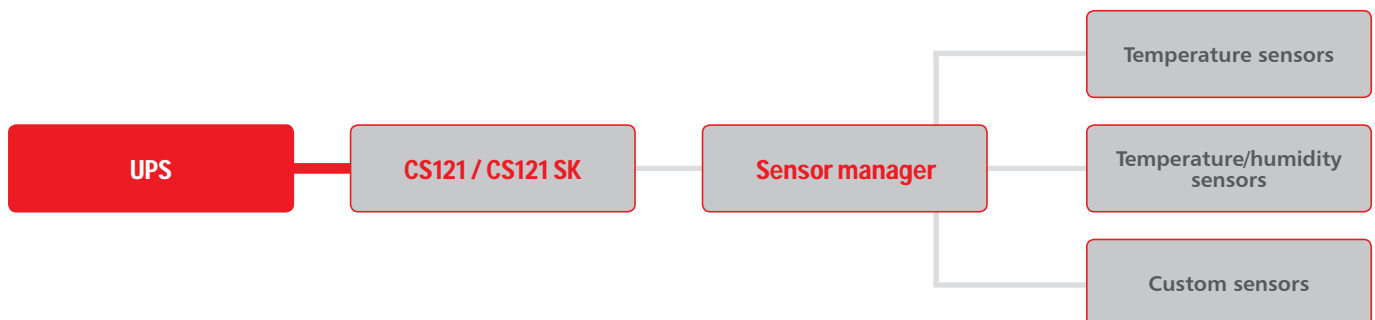 Temperature sensors
UPS
CS121 / CS121 SK
Sensor manager
Temperature/humidity
sensors
Custom sensors